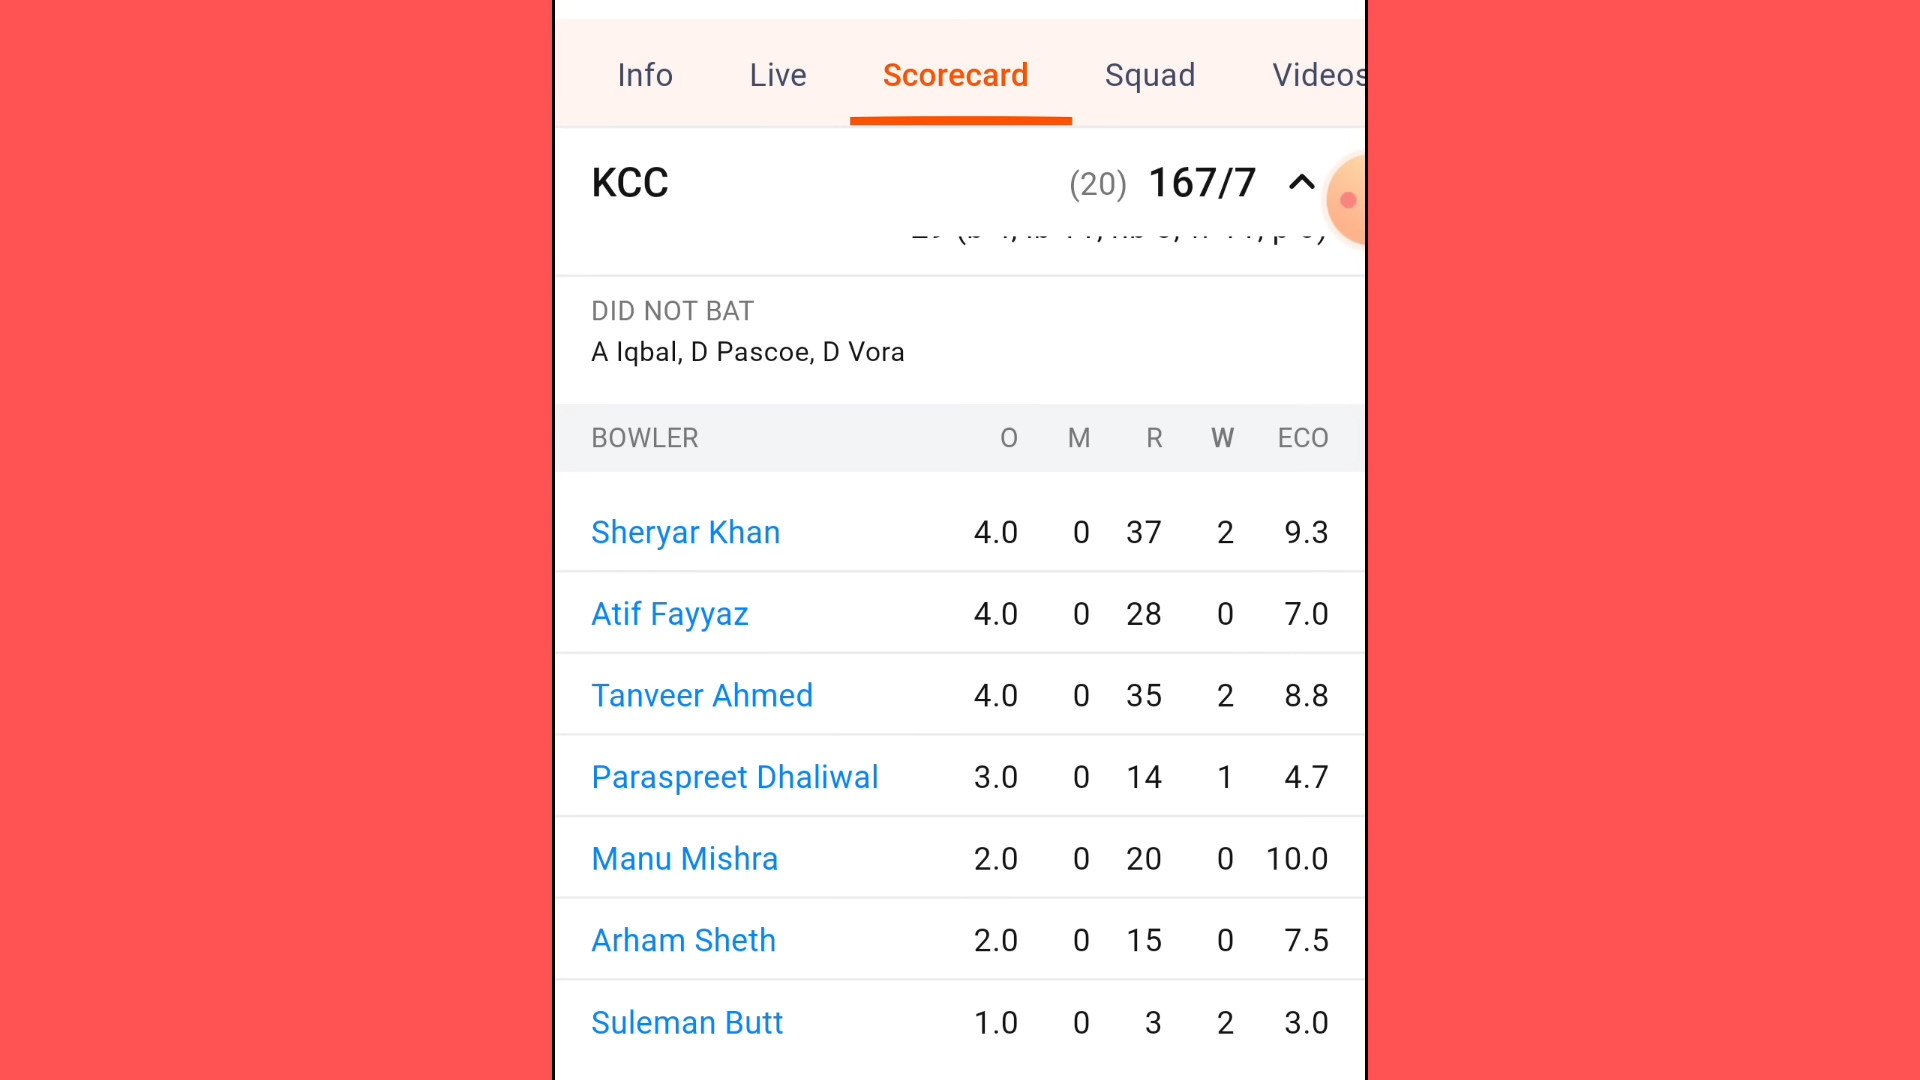 Info Live Scorecard Squad Videos
KCC (20) 167/7
DID NOT BAT
A Iqbal, D Pascoe, D Vora
BOWLER O M R W ECO
Sheryar Khan 4.0 0 37 2 9.3
Atif Fayyaz 4.0 0 28 0 7.0
Tanveer Ahmed 4.0 0 35 2 8.8
Paraspreet Dhaliwal 3.0 0 14 1 4.7
Manu Mishra 2.0 0 20 0 10.0
Arham Sheth 2.0 0 15 0 7.5
Suleman Butt 1.0 0 3 2 3.0